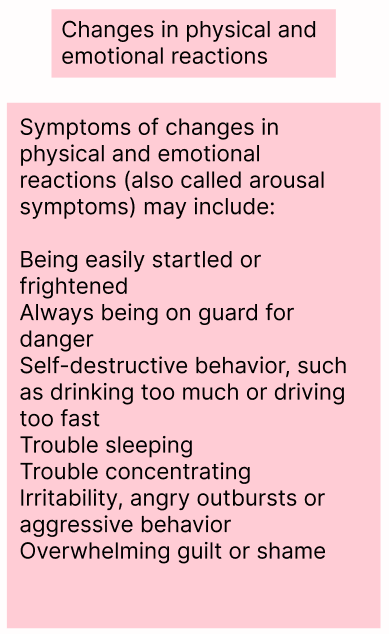 Changes in physical and
emotional reactions
Symptoms of changes in
physical and emotional
reactions (also called arousal
symptoms) may include:
Being easily startled or
frightened
Always being on guard for
danger
Self-destructive behavior, such
as drinking too much or driving
too fast
Trouble sleeping
Trouble concentrating
Irritability, angry outbursts or
aggressive behavior
Overwhelming guilt or shame